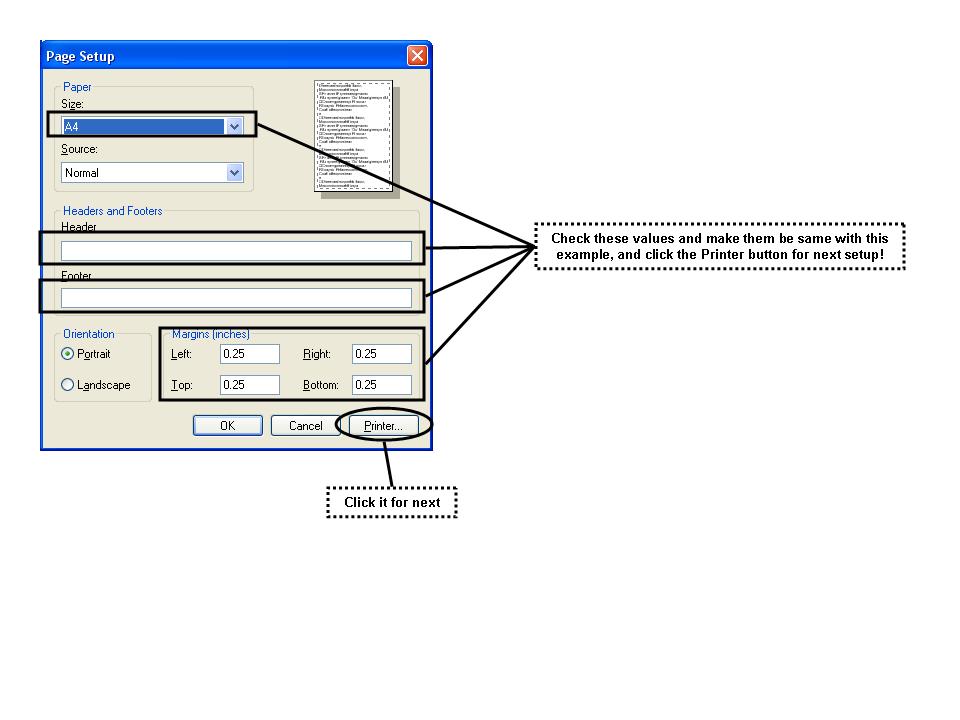 Page Setup
Paper
Size:
A4
Source:
Normal
Headers and Footers
Header
Footer
Orientation
Portrait
Landscape
Margins (inches)
Left: 0.25 Right: 0.25
Top: 0.25 Bottom: 0.25
OK Cancel Printer...
Check these values and make them be same with this
example, and click the Printer button for next setup!
Click it for next